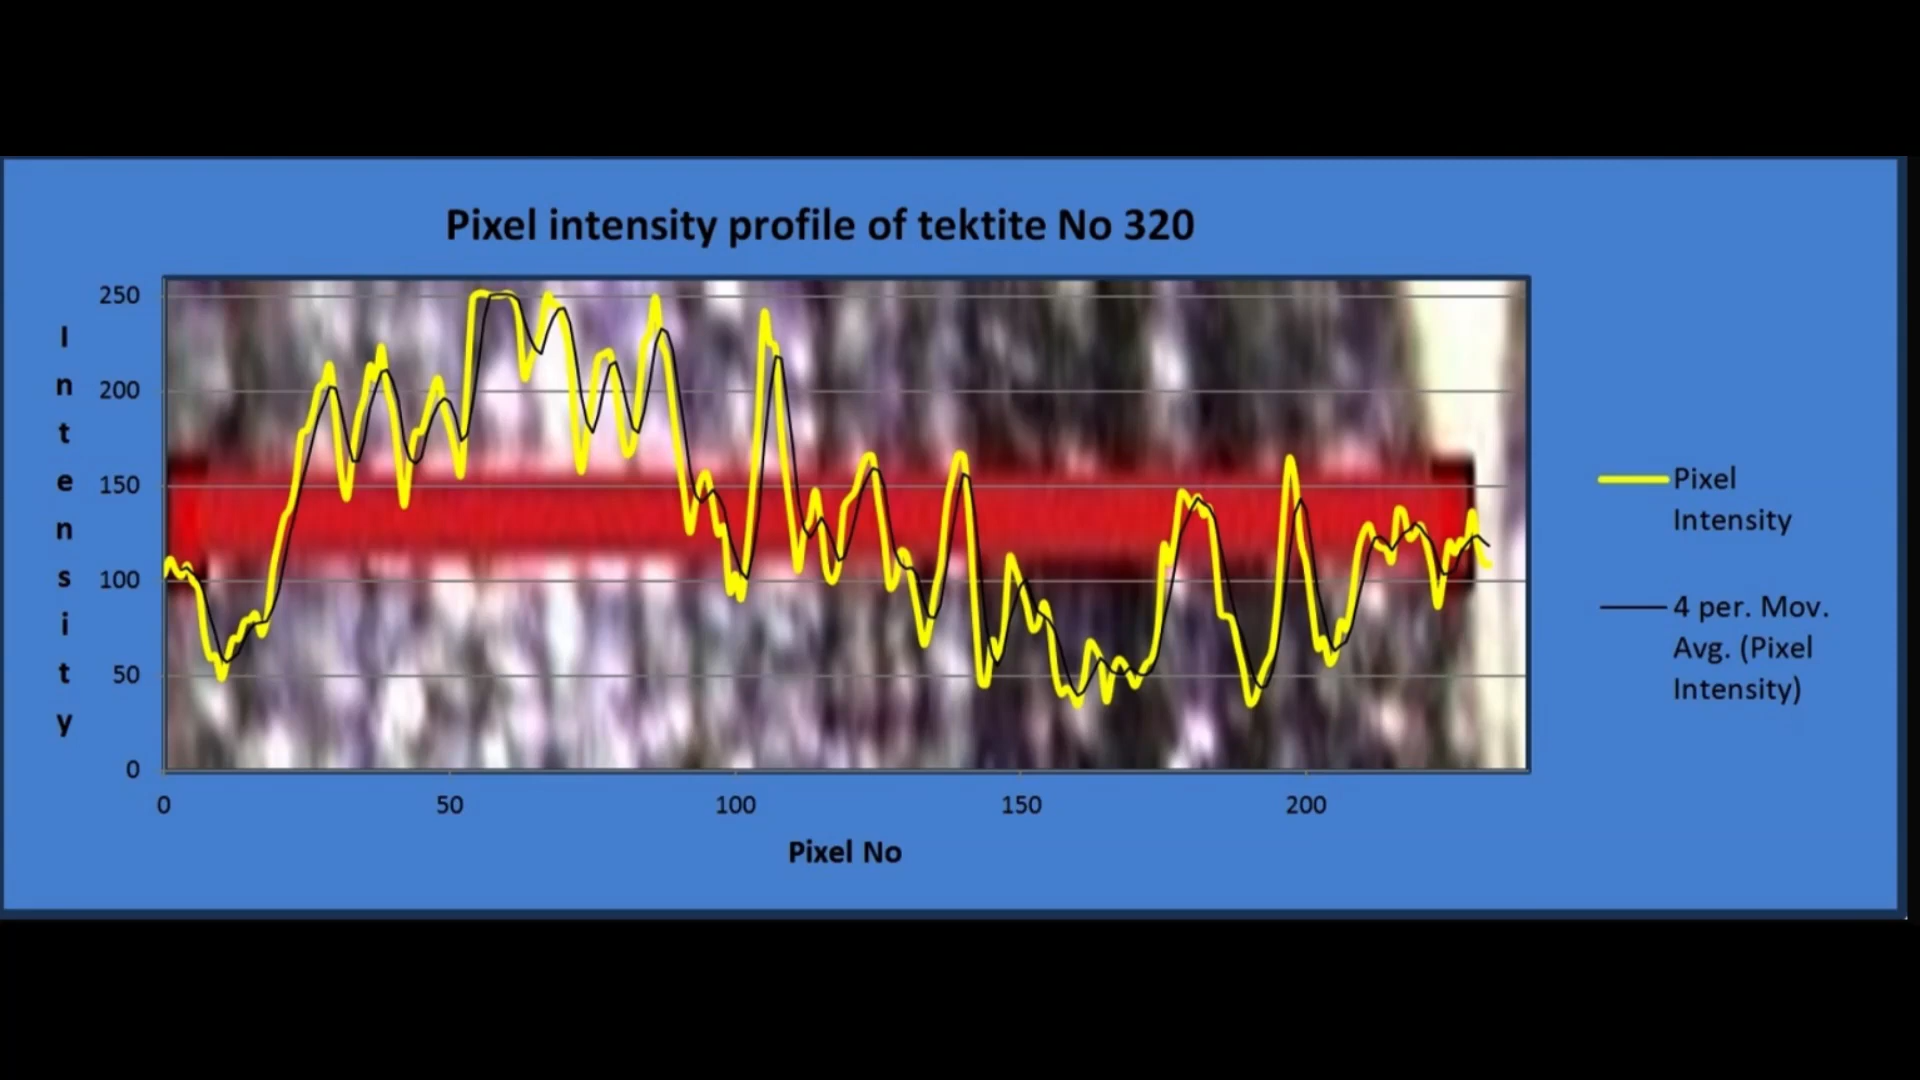 Pixel intensity profile of tektite No 320
Intensity
250
200
150
100
50
0
0 50 100 150 200
Pixel No
Pixel
Intensity
4 per. Mov.
Avg. (Pixel
Intensity)